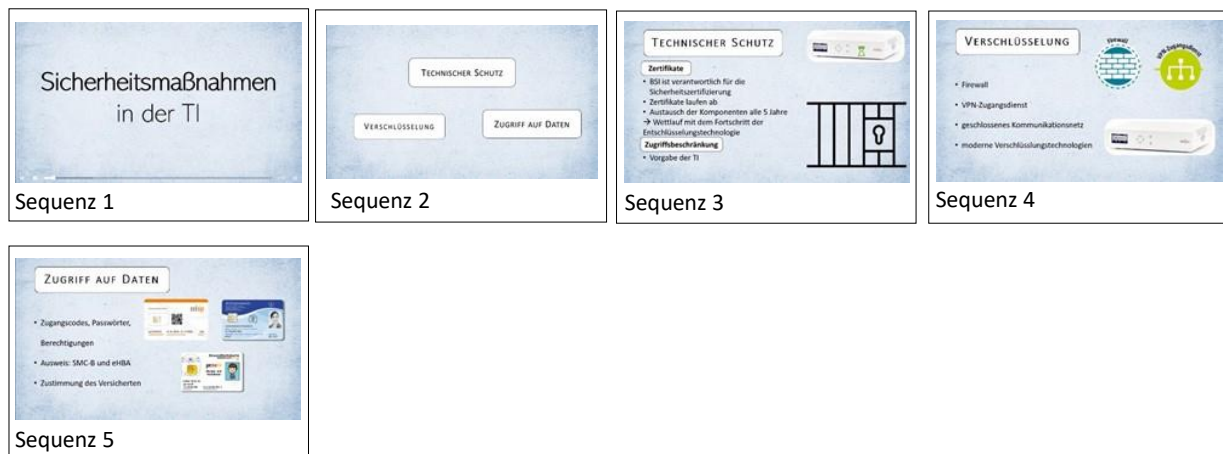 Sicherheitsmaßnahmen
in der TI
Sequenz 1
TECHNISCHER SCHUTZ
VERSCHLÜSSELUNG
ZUGRIFF AUF DATEN
Sequenz 2
TECHNISCHER SCHUTZ
Zertifikate
• BSI ist verantwortlich für die
Sicherheitszertifizierung
• Zertifikate laufen ab
• Austausch der Komponenten alle 5 Jahre
→ Wettlauf mit dem Fortschritt der
Entschlüsselungstechnologie
Zugriffsbeschränkung
• Vorgabe der TI
Sequenz 3
VERSCHLÜSSELUNG
Firewall
VPN-Zugangsdienst
• Firewall
• VPN-Zugangsdienst
• geschlossenes Kommunikationsnetz
• moderne Verschlüsslungstechnologien
Sequenz 4
ZUGRIFF AUF DATEN
• Zugangscodes, Passwörter,
Berechtigungen
• Ausweis: SMC-B und eHBA
• Zustimmung des Versicherten
Sequenz 5